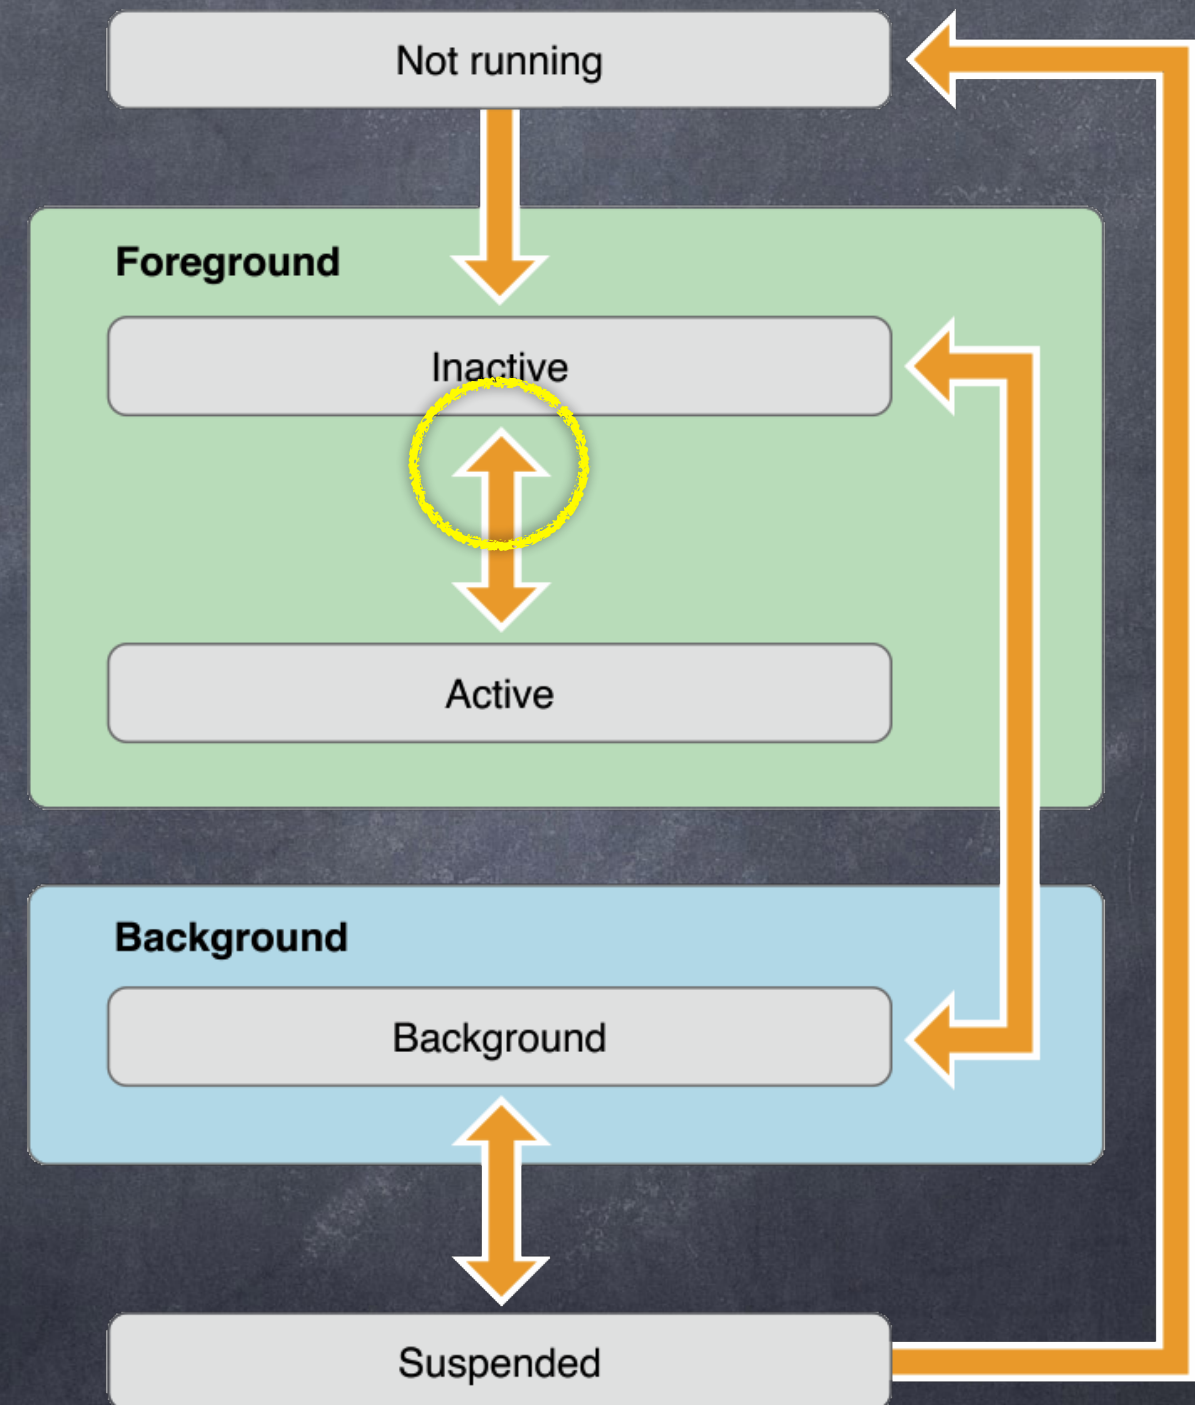 Not running
Foreground
Inactive
Active
Background
Background
Suspended